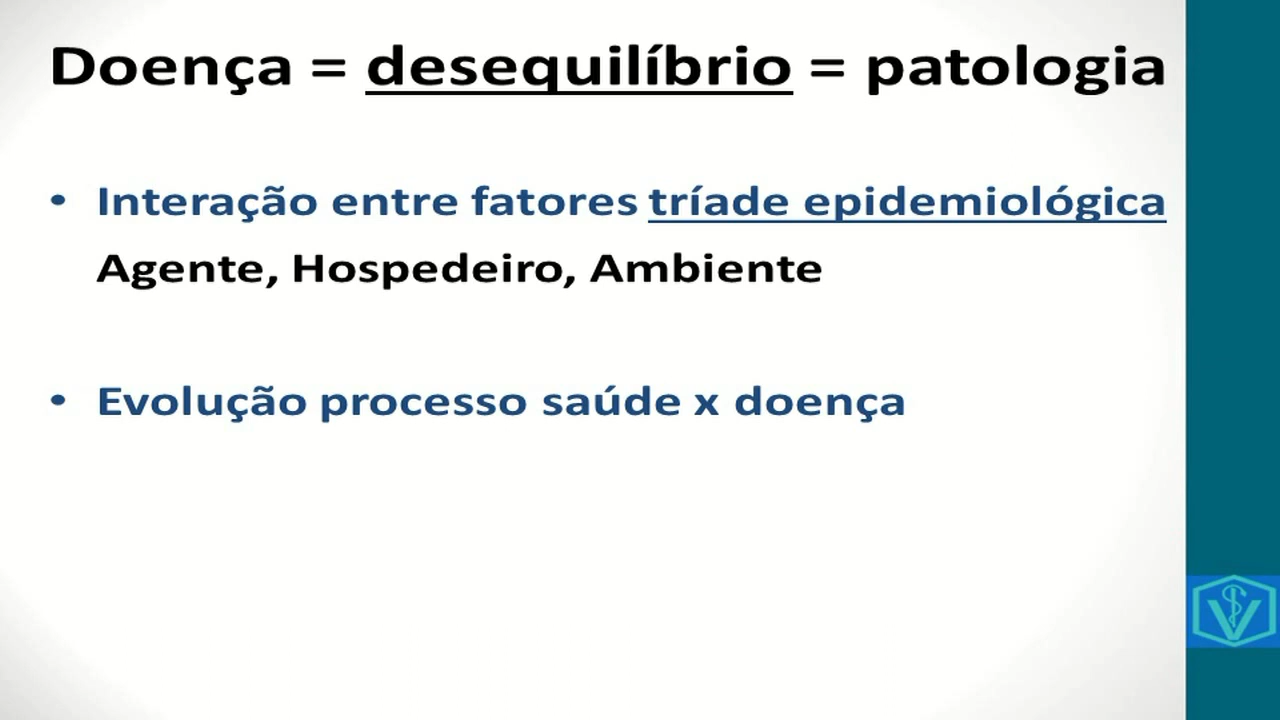 Doença = desequilíbrio = patologia
• Interação entre fatores tríade epidemiológica
Agente, Hospedeiro, Ambiente
• Evolução processo saúde x doença